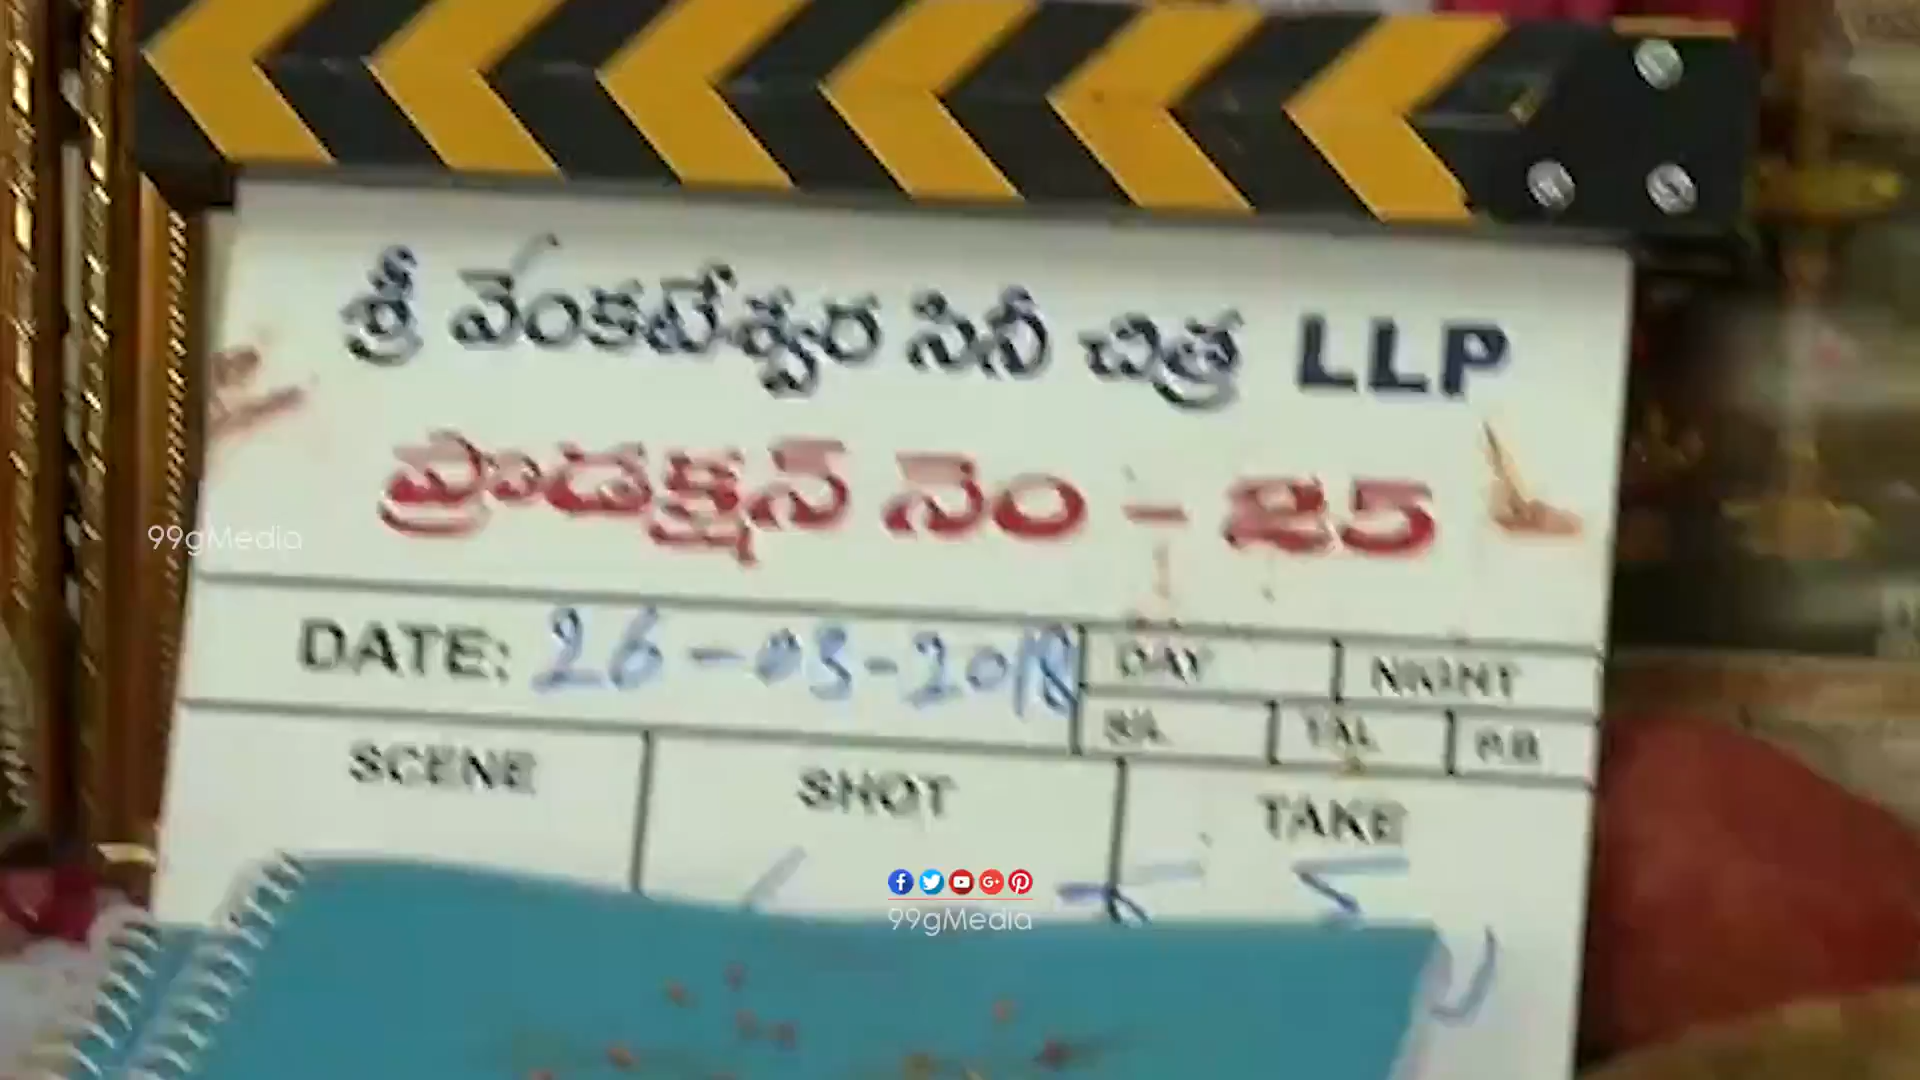 శ్రీ వెంకటేశ్వర సినీ చిత్ర LLP
ప్రొడక్షన్ నెం - 25
99gMedia
DATE: 26-03-2018
DAY NIGHT
SCENE SHOT TAKE
99gMedia